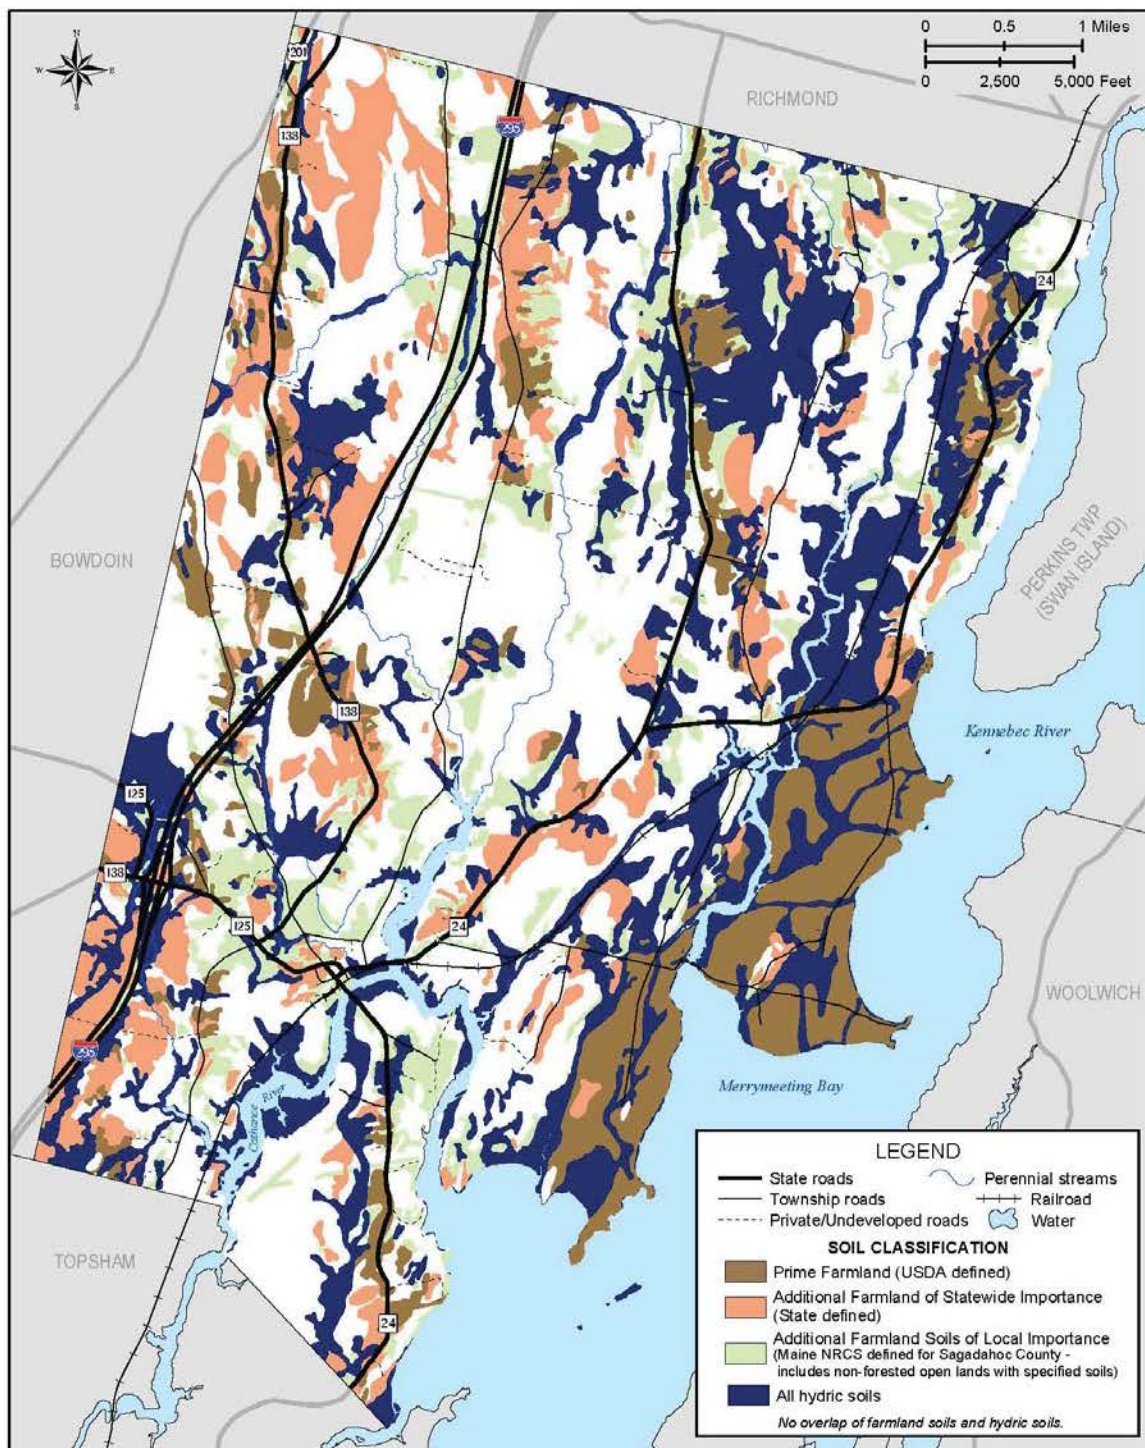 N
W E
S
0 0.5 1 Miles
0 2,500 5,000 Feet
201
RICHMOND
295
138
24
BOWDOIN
PERKINS TWP
(SWAN ISLAND)
138
Kennebec River
125
138
125
24
WOOLWICH
295
Merrymeeting Bay
Cathance River
TOPSHAM
24
LEGEND
State roads
Perennial streams
Township roads
Railroad
Private/Undeveloped roads
Water
SOIL CLASSIFICATION
Prime Farmland (USDA defined)
Additional Farmland of Statewide Importance
(State defined)
Additional Farmland Soils of Local Importance
(Maine NRCS defined for Sagadahoc County -
includes non-forested open lands with specified soils)
All hydric soils
No overlap of farmland soils and hydric soils.